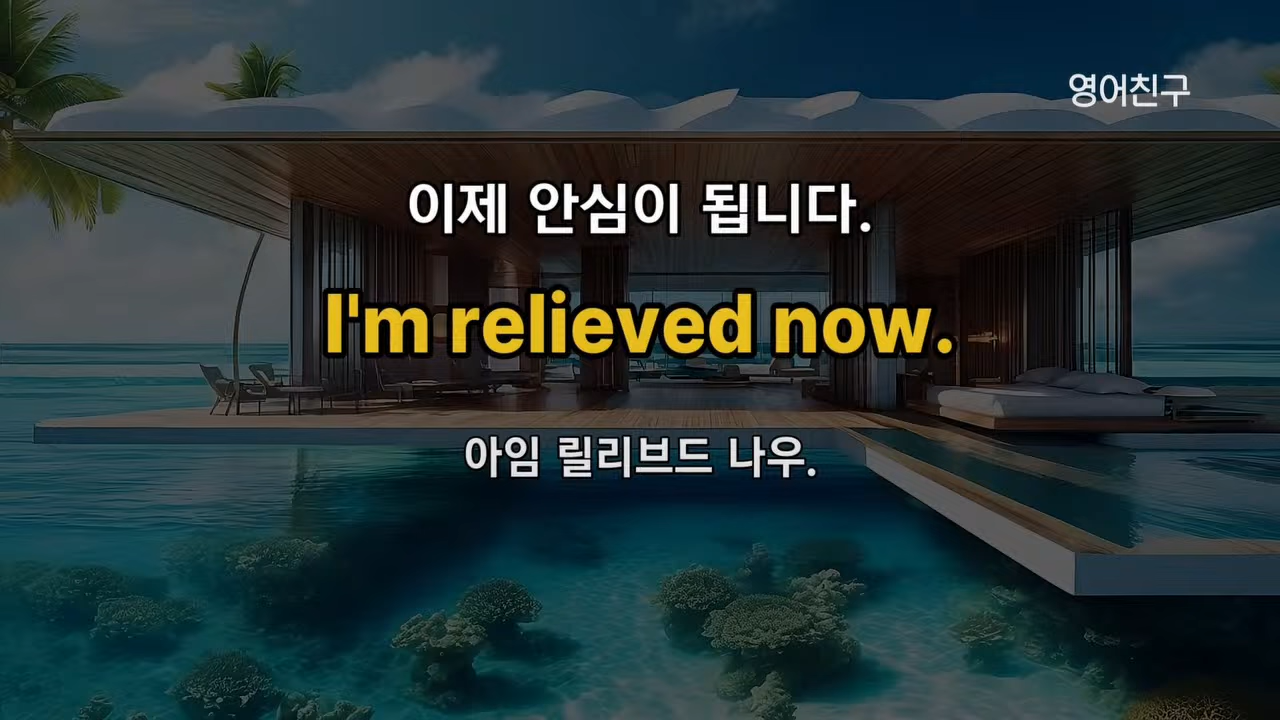 영어친구
이제 안심이 됩니다.
I'm relieved now.
아임 릴리브드 나우.